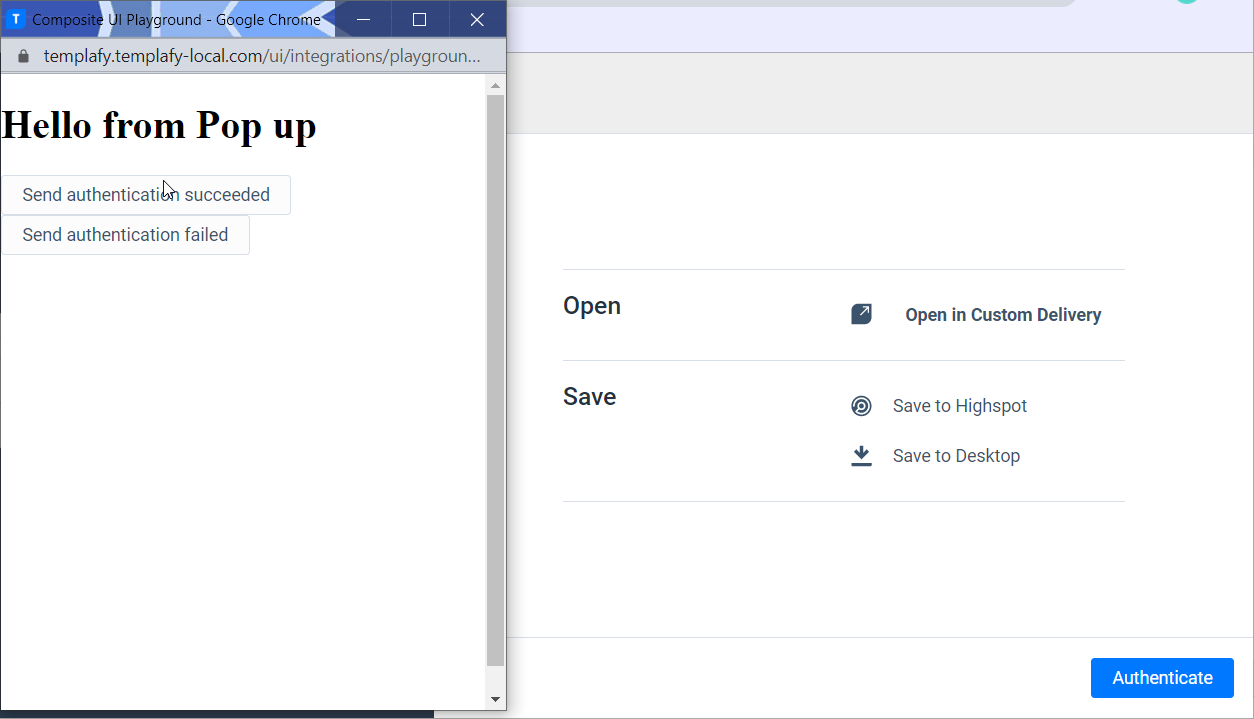 T Composite UI Playground - Google Chrome
templafy.templafy-local.com/ui/integrations/playgroun...
Hello from Pop up
Send authentication succeeded
Send authentication failed
Open
Open in Custom Delivery
Save
Save to Highspot
Save to Desktop
Authenticate